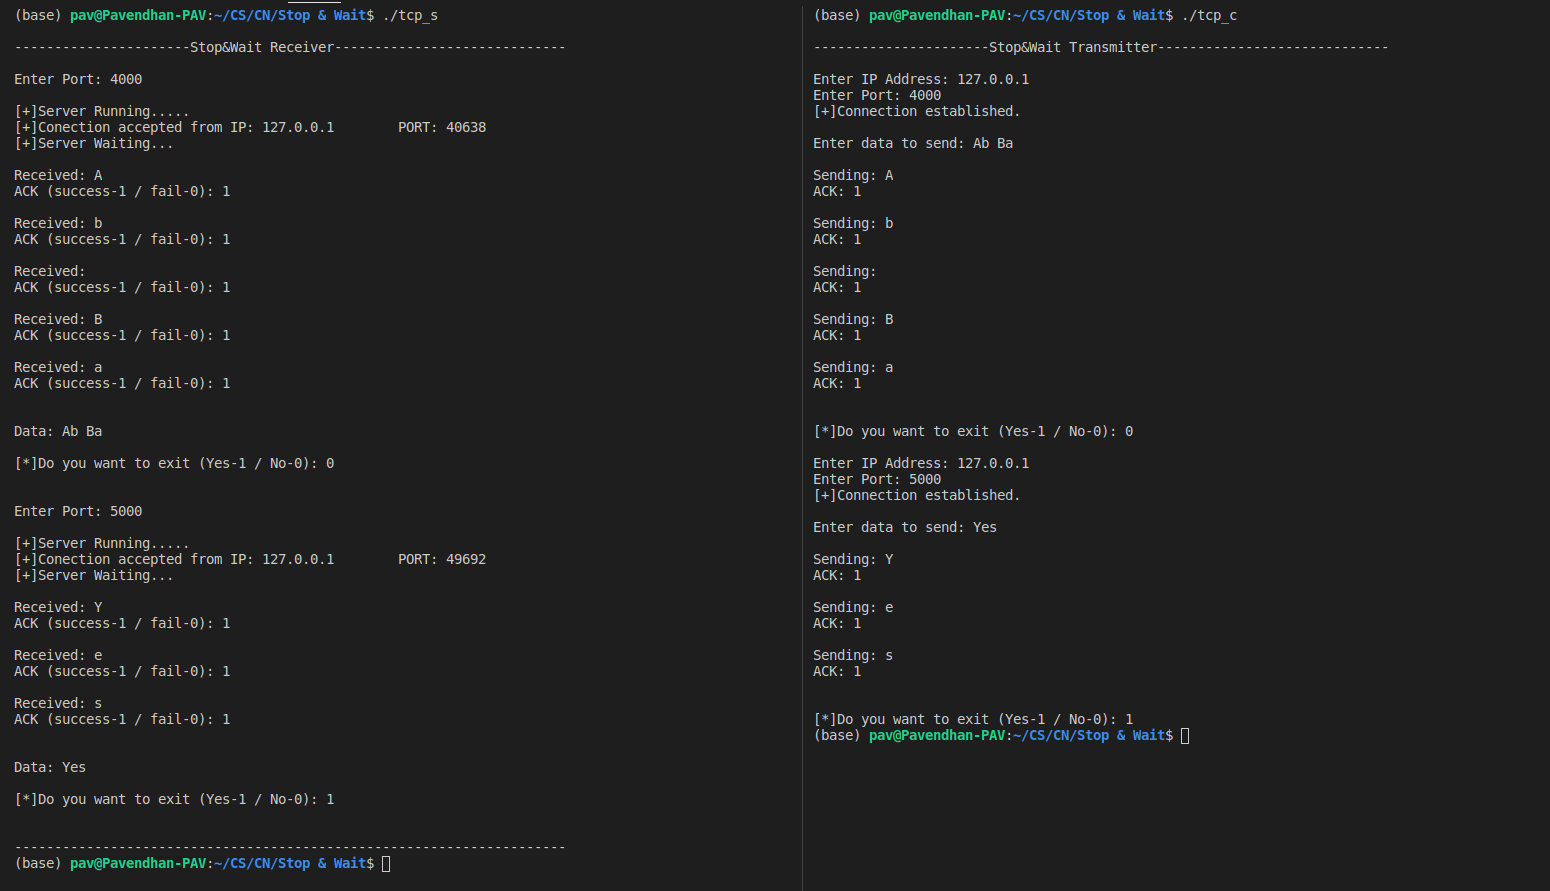 (base) pav@Pavendhan-PAV:~/CS/CN/Stop & Wait$ ./tcp_s
----------------------Stop&Wait Receiver-----------------------------
Enter Port: 4000
[+]Server Running.....
[+]Conection accepted from IP: 127.0.0.1        PORT: 40638
[+]Server Waiting...
Received: A
ACK (success-1 / fail-0): 1
Received: b
ACK (success-1 / fail-0): 1
Received:
ACK (success-1 / fail-0): 1
Received: B
ACK (success-1 / fail-0): 1
Received: a
ACK (success-1 / fail-0): 1
Data: Ab Ba
[*]Do you want to exit (Yes-1 / No-0): 0
Enter Port: 5000
[+]Server Running.....
[+]Conection accepted from IP: 127.0.0.1        PORT: 49692
[+]Server Waiting...
Received: Y
ACK (success-1 / fail-0): 1
Received: e
ACK (success-1 / fail-0): 1
Received: s
ACK (success-1 / fail-0): 1
Data: Yes
[*]Do you want to exit (Yes-1 / No-0): 1
---------------------------------------------------------------------
(base) pav@Pavendhan-PAV:~/CS/CN/Stop & Wait$
(base) pav@Pavendhan-PAV:~/CS/CN/Stop & Wait$ ./tcp_c
----------------------Stop&Wait Transmitter-----------------------------
Enter IP Address: 127.0.0.1
Enter Port: 4000
[+]Connection established.
Enter data to send: Ab Ba
Sending: A
ACK: 1
Sending: b
ACK: 1
Sending:
ACK: 1
Sending: B
ACK: 1
Sending: a
ACK: 1
[*]Do you want to exit (Yes-1 / No-0): 0
Enter IP Address: 127.0.0.1
Enter Port: 5000
[+]Connection established.
Enter data to send: Yes
Sending: Y
ACK: 1
Sending: e
ACK: 1
Sending: s
ACK: 1
[*]Do you want to exit (Yes-1 / No-0): 1
(base) pav@Pavendhan-PAV:~/CS/CN/Stop & Wait$